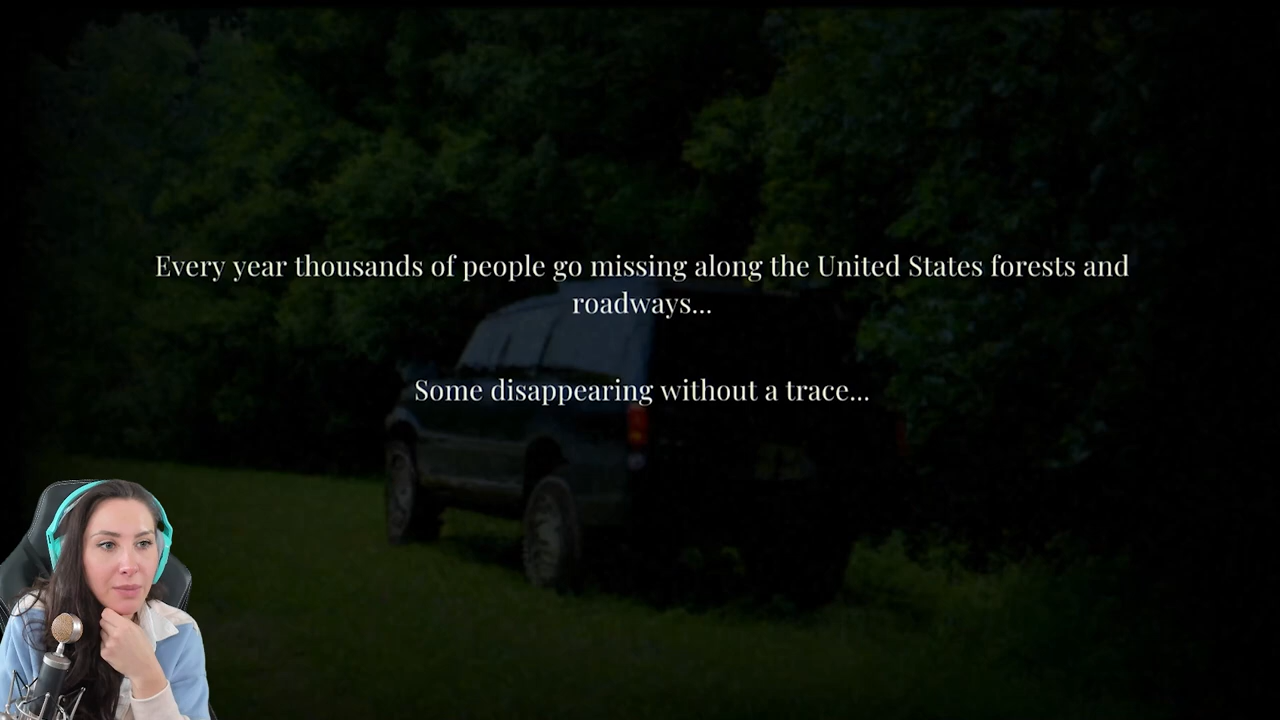 Every year thousands of people go missing along the United States forests and
roadways...
Some disappearing without a trace...